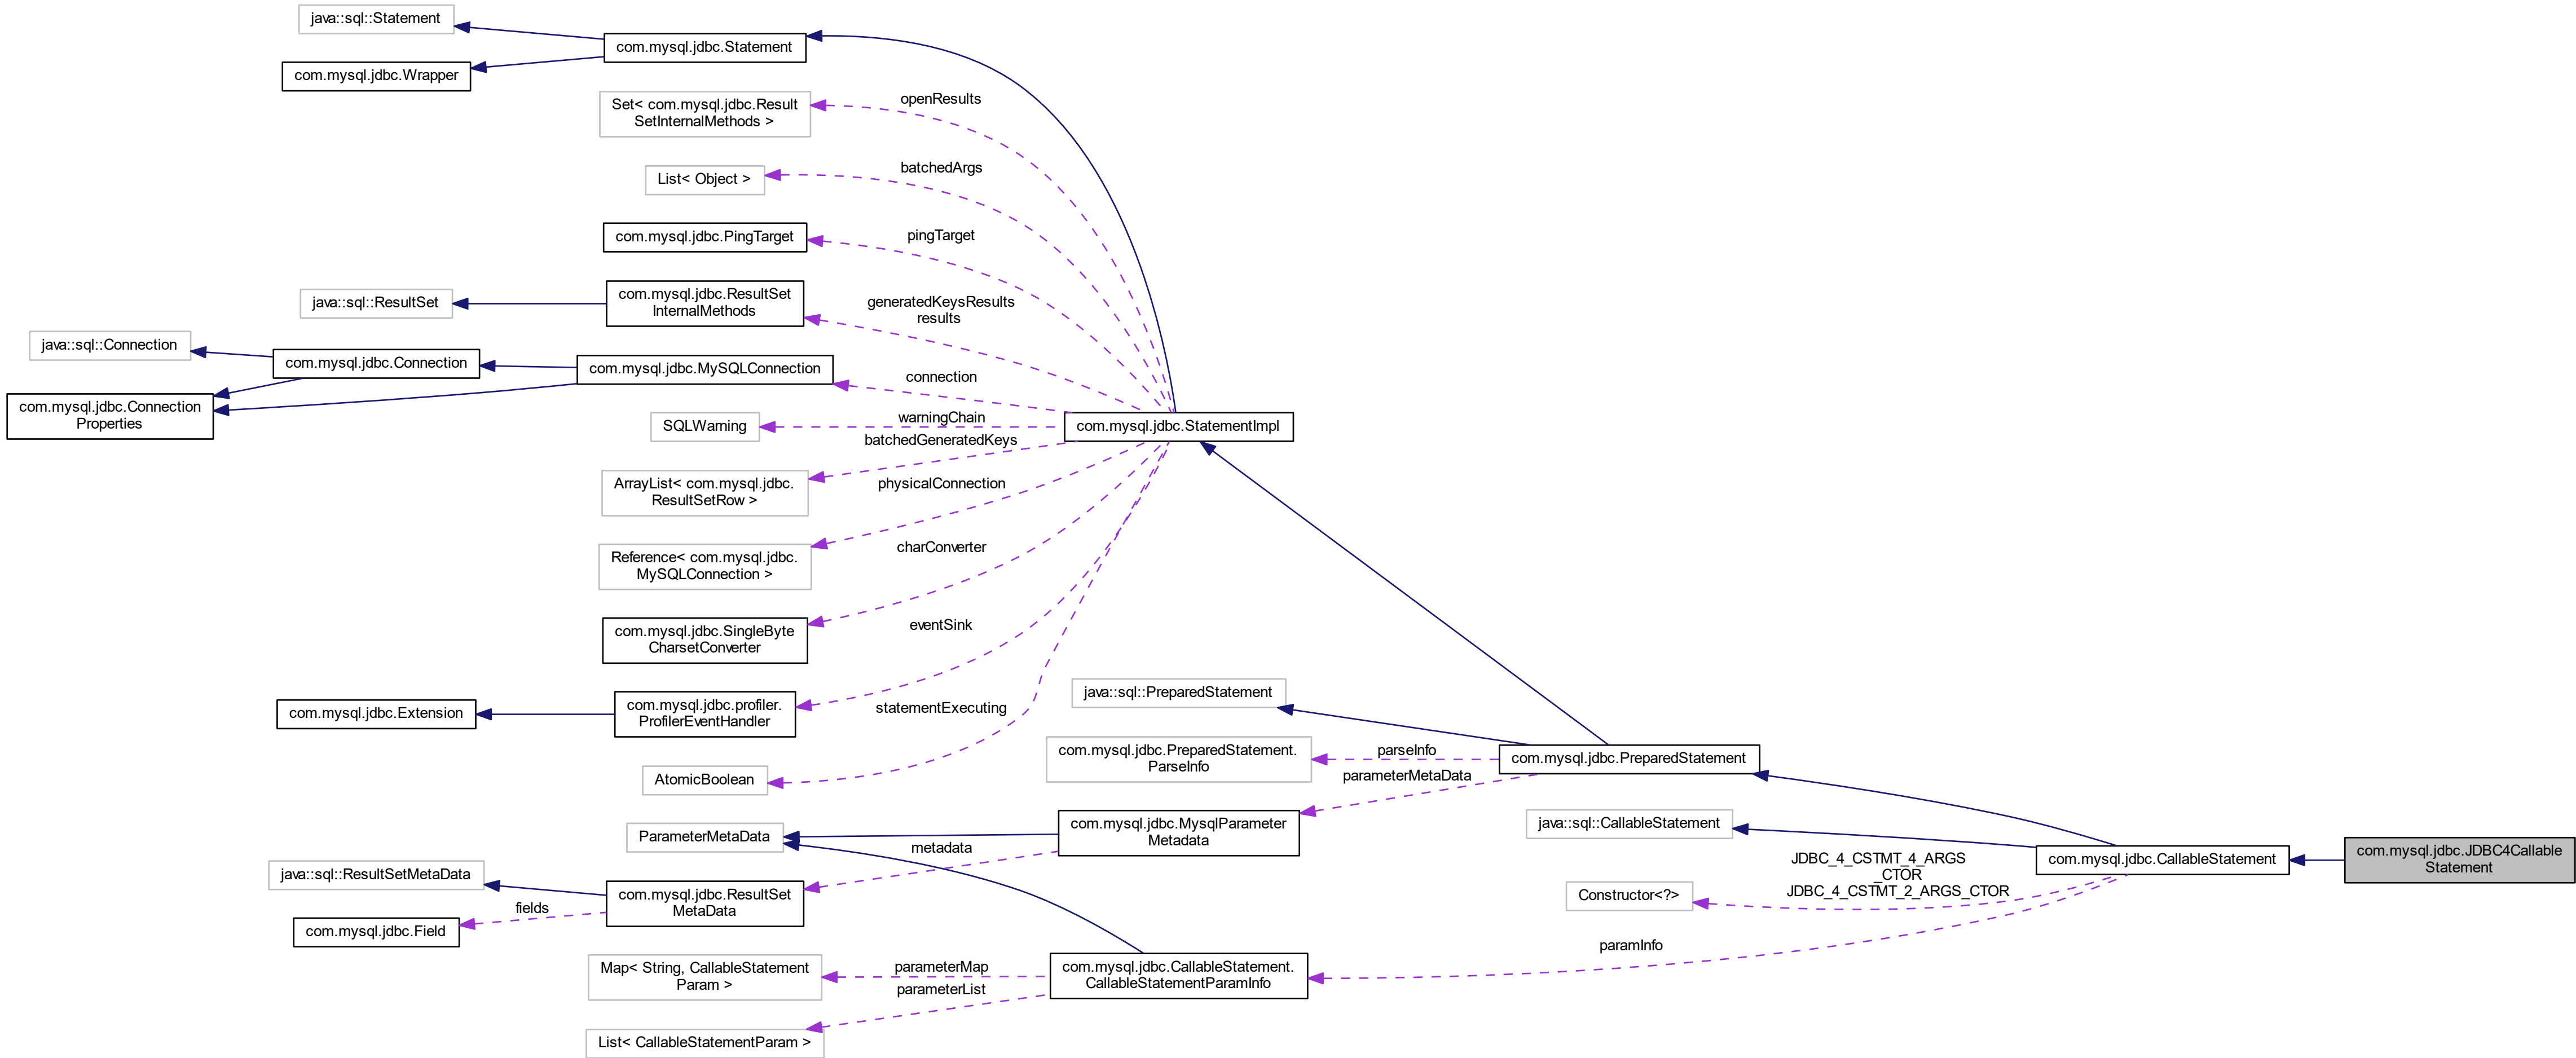 java::sql::Statement
com.mysql.jdbc.Statement
com.mysql.jdbc.Wrapper
openResults
Set< com.mysql.jdbc.Result
SetInternalMethods >
batchedArgs
List< Object >
pingTarget
com.mysql.jdbc.PingTarget
generatedKeysResults
results
com.mysql.jdbc.ResultSet
InternalMethods
java::sql::ResultSet
java::sql::Connection
com.mysql.jdbc.Connection
com.mysql.jdbc.MySQLConnection
connection
com.mysql.jdbc.Connection
Properties
warningChain
SQLWarning
com.mysql.jdbc.StatementImpl
batchedGeneratedKeys
ArrayList< com.mysql.jdbc.
ResultSetRow >
physicalConnection
Reference< com.mysql.jdbc.
MySQLConnection >
charConverter
com.mysql.jdbc.SingleByte
CharsetConverter
eventSink
com.mysql.jdbc.Extension
com.mysql.jdbc.profiler.
ProfilerEventHandler
statementExecuting
AtomicBoolean
java::sql::PreparedStatement
com.mysql.jdbc.PreparedStatement.
ParseInfo
parseInfo
com.mysql.jdbc.PreparedStatement
parameterMetaData
com.mysql.jdbc.MysqlParameter
Metadata
ParameterMetaData
metadata
java::sql::CallableStatement
com.mysql.jdbc.CallableStatement
com.mysql.jdbc.JDBC4Callable
Statement
JDBC_4_CSTMT_4_ARGS
_CTOR
JDBC_4_CSTMT_2_ARGS_CTOR
Constructor<?>
java::sql::ResultSetMetaData
com.mysql.jdbc.ResultSet
MetaData
fields
com.mysql.jdbc.Field
paramInfo
com.mysql.jdbc.CallableStatement.
CallableStatementParamInfo
parameterMap
Map< String, CallableStatement
Param >
parameterList
List< CallableStatementParam >